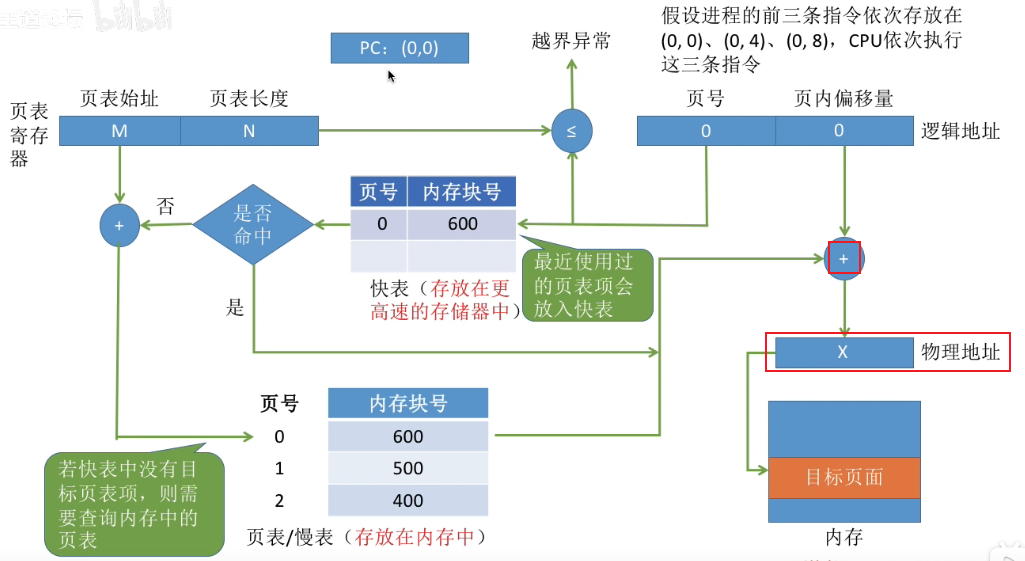 bilibili
PC：(0,0)
越界异常
假设进程的前三条指令依次存放在
(0, 0)、(0, 4)、(0, 8)，CPU依次执行
这三条指令
页表
寄存
器
页表始址
页表长度
M
N
≤
页号
页内偏移量
0
0
逻辑地址
+
否
是否
命中
是
页号
内存块号
0
600
快表（存放在更
高速的存储器中）
最近使用过
的页表项会
放入快表
+
X
物理地址
页号
内存块号
0
600
1
500
2
400
页表/慢表（存放在内存中）
若快表中没有目
标页表项，则需
要查询内存中的
页表
目标页面
内存